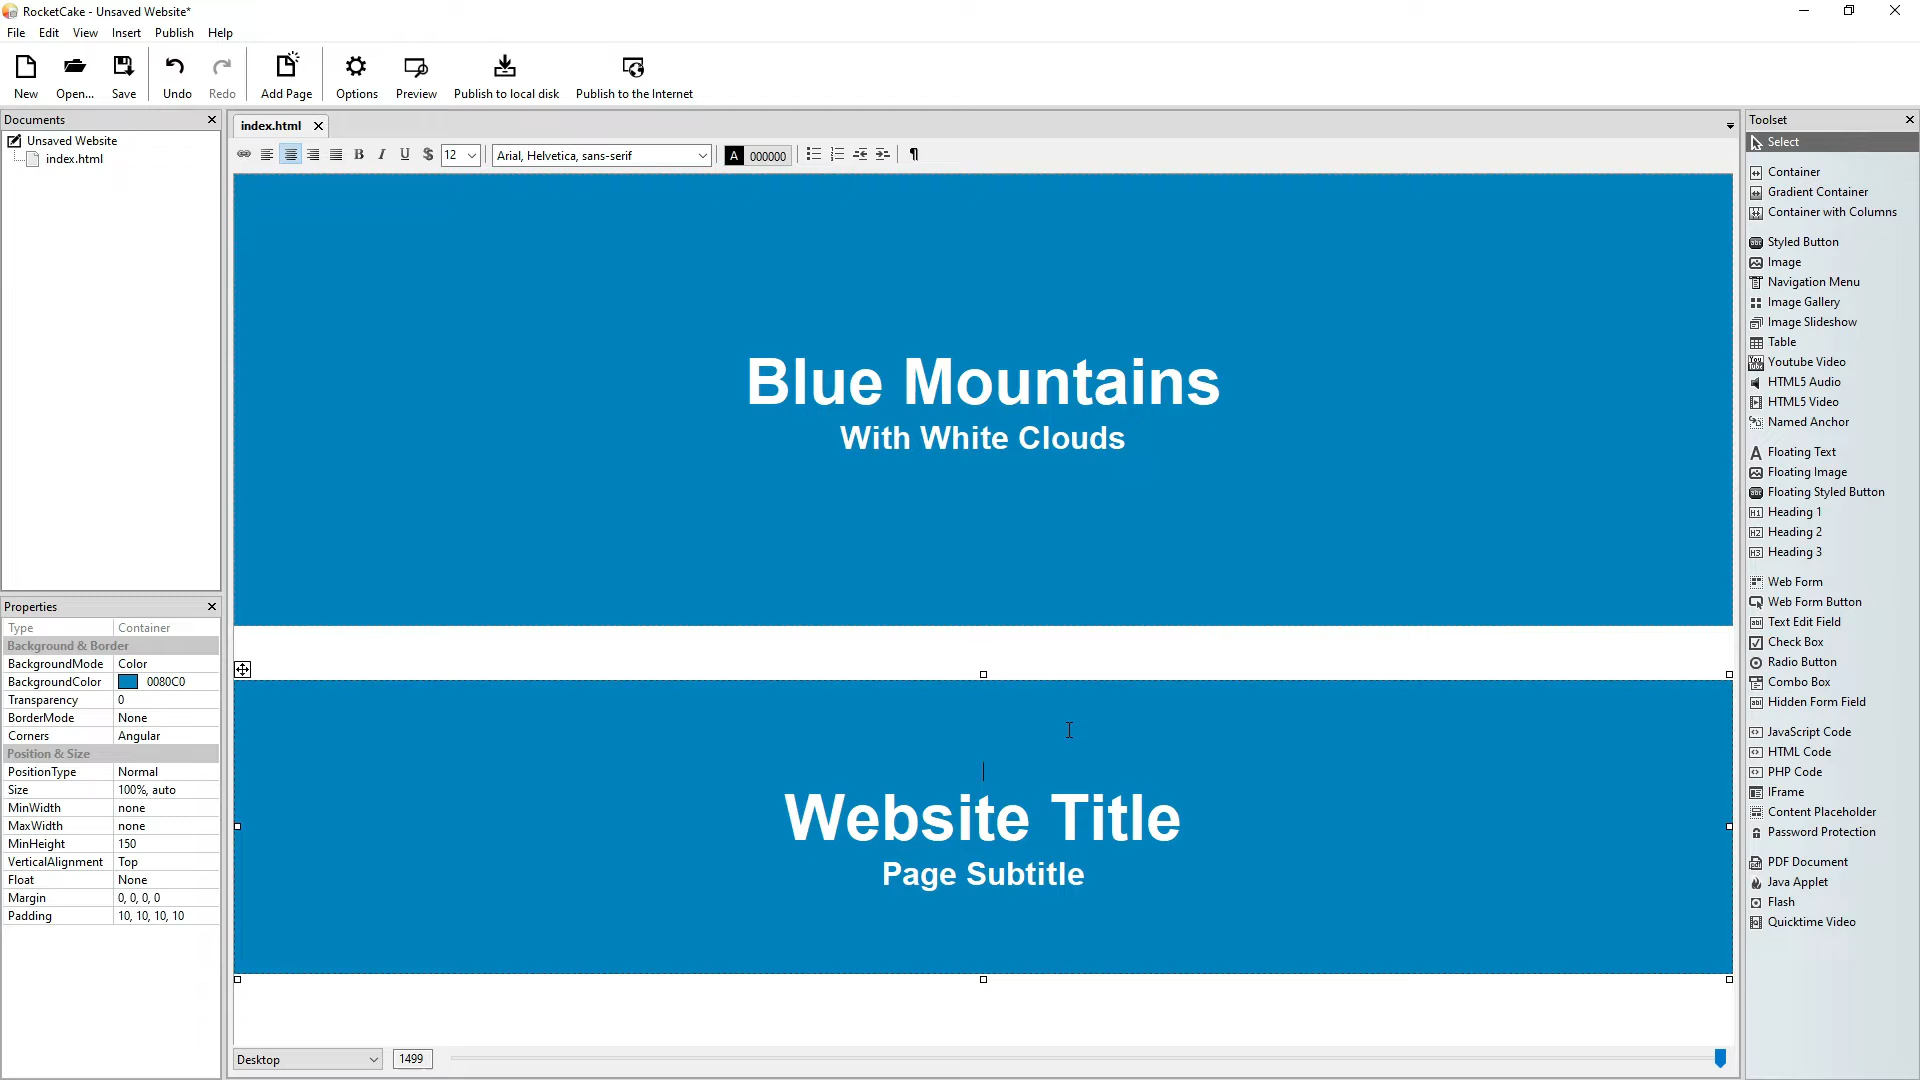 RocketCake - Unsaved Website*
File Edit View Insert Publish Help
New Open... Save Undo Redo Add Page Options Preview Publish to local disk Publish to the Internet
Documents
Unsaved Website
index.html
Properties
Type Container
Background & Border
BackgroundMode Color
BackgroundColor 0080C0
Transparency 0
BorderMode None
Corners Angular
Position & Size
PositionType Normal
Size 100%, auto
MinWidth none
MaxWidth none
MinHeight 150
VerticalAlignment Top
Float None
Margin 0, 0, 0, 0
Padding 10, 10, 10, 10
index.html
B I U $ 12 Arial, Helvetica, sans-serif A 000000 ¶
Blue Mountains
With White Clouds
Website Title
Page Subtitle
Desktop 1499
Toolset
Select
Container
Gradient Container
Container with Columns
Styled Button
Image
Navigation Menu
Image Gallery
Image Slideshow
Table
Youtube Video
HTML5 Audio
HTML5 Video
Named Anchor
Floating Text
Floating Image
Floating Styled Button
Heading 1
Heading 2
Heading 3
Web Form
Web Form Button
Text Edit Field
Check Box
Radio Button
Combo Box
Hidden Form Field
JavaScript Code
HTML Code
PHP Code
IFrame
Content Placeholder
Password Protection
PDF Document
Java Applet
Flash
Quicktime Video